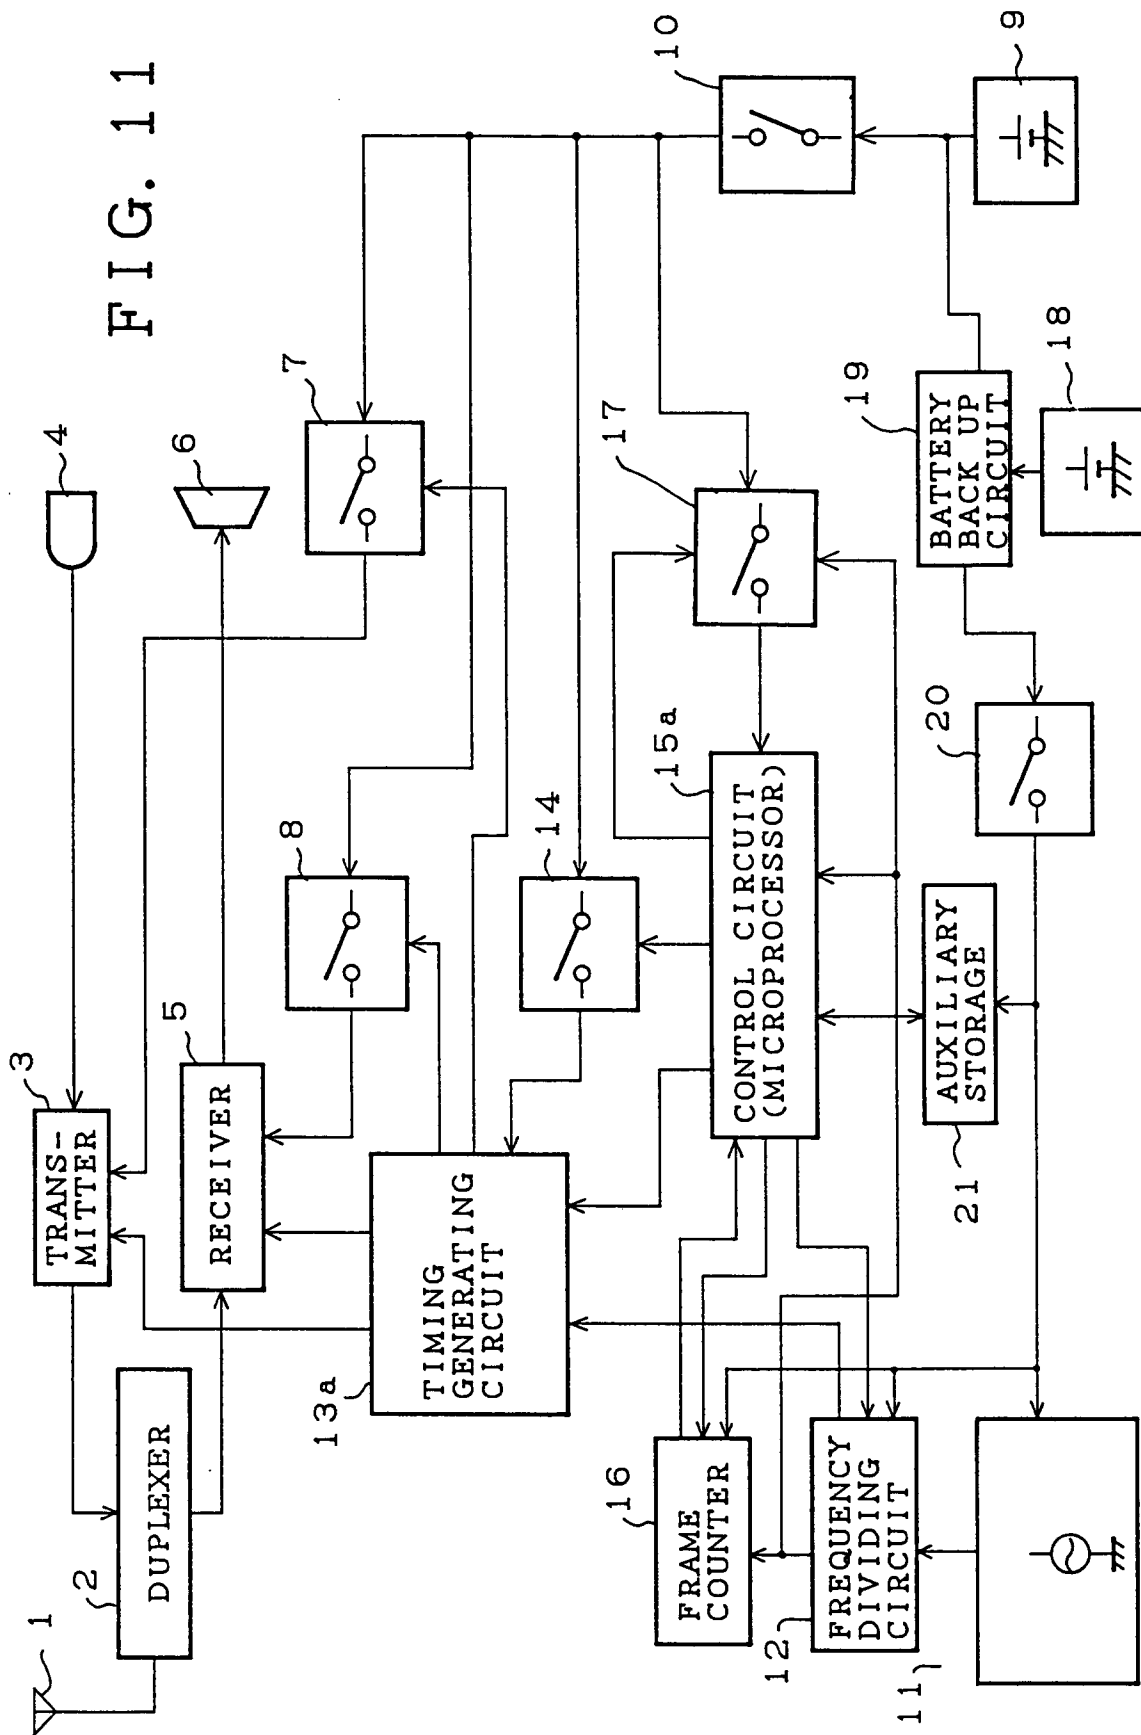 FIG. 11
1
2
DUPLEXER
3
TRANS-
MITTER
4
5
RECEIVER
6
7
8
13a
TIMING
GENERATING
CIRCUIT
14
10
9
16
FRAME
COUNTER
15a
CONTROL CIRCUIT
(MICROPROCESSOR)
17
12
FREQUENCY
DIVIDING
CIRCUIT
11
21
AUXILIARY
STORAGE
20
19
BATTERY
BACK UP
CIRCUIT
18